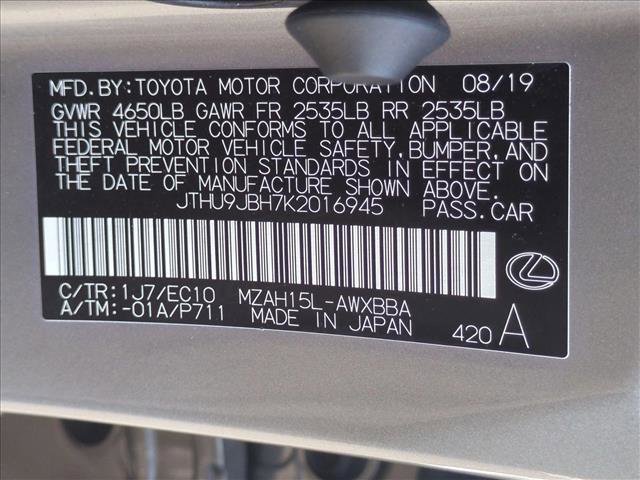 MFD. BY: TOYOTA MOTOR CORPORATION 08/19
GVWR 4650LB GAWR FR 2535LB RR 2535LB
THIS VEHICLE CONFORMS TO ALL APPLICABLE
FEDERAL MOTOR VEHICLE SAFETY, BUMPER, AND
THEFT PREVENTION STANDARDS IN EFFECT ON
THE DATE OF MANUFACTURE SHOWN ABOVE.
JTHU9JBH7K2016945 PASS.CAR
C/TR: 1J7/EC10 MZAH15L-AWXBBA
A/TM: -01A/P711 MADE IN JAPAN 420 A